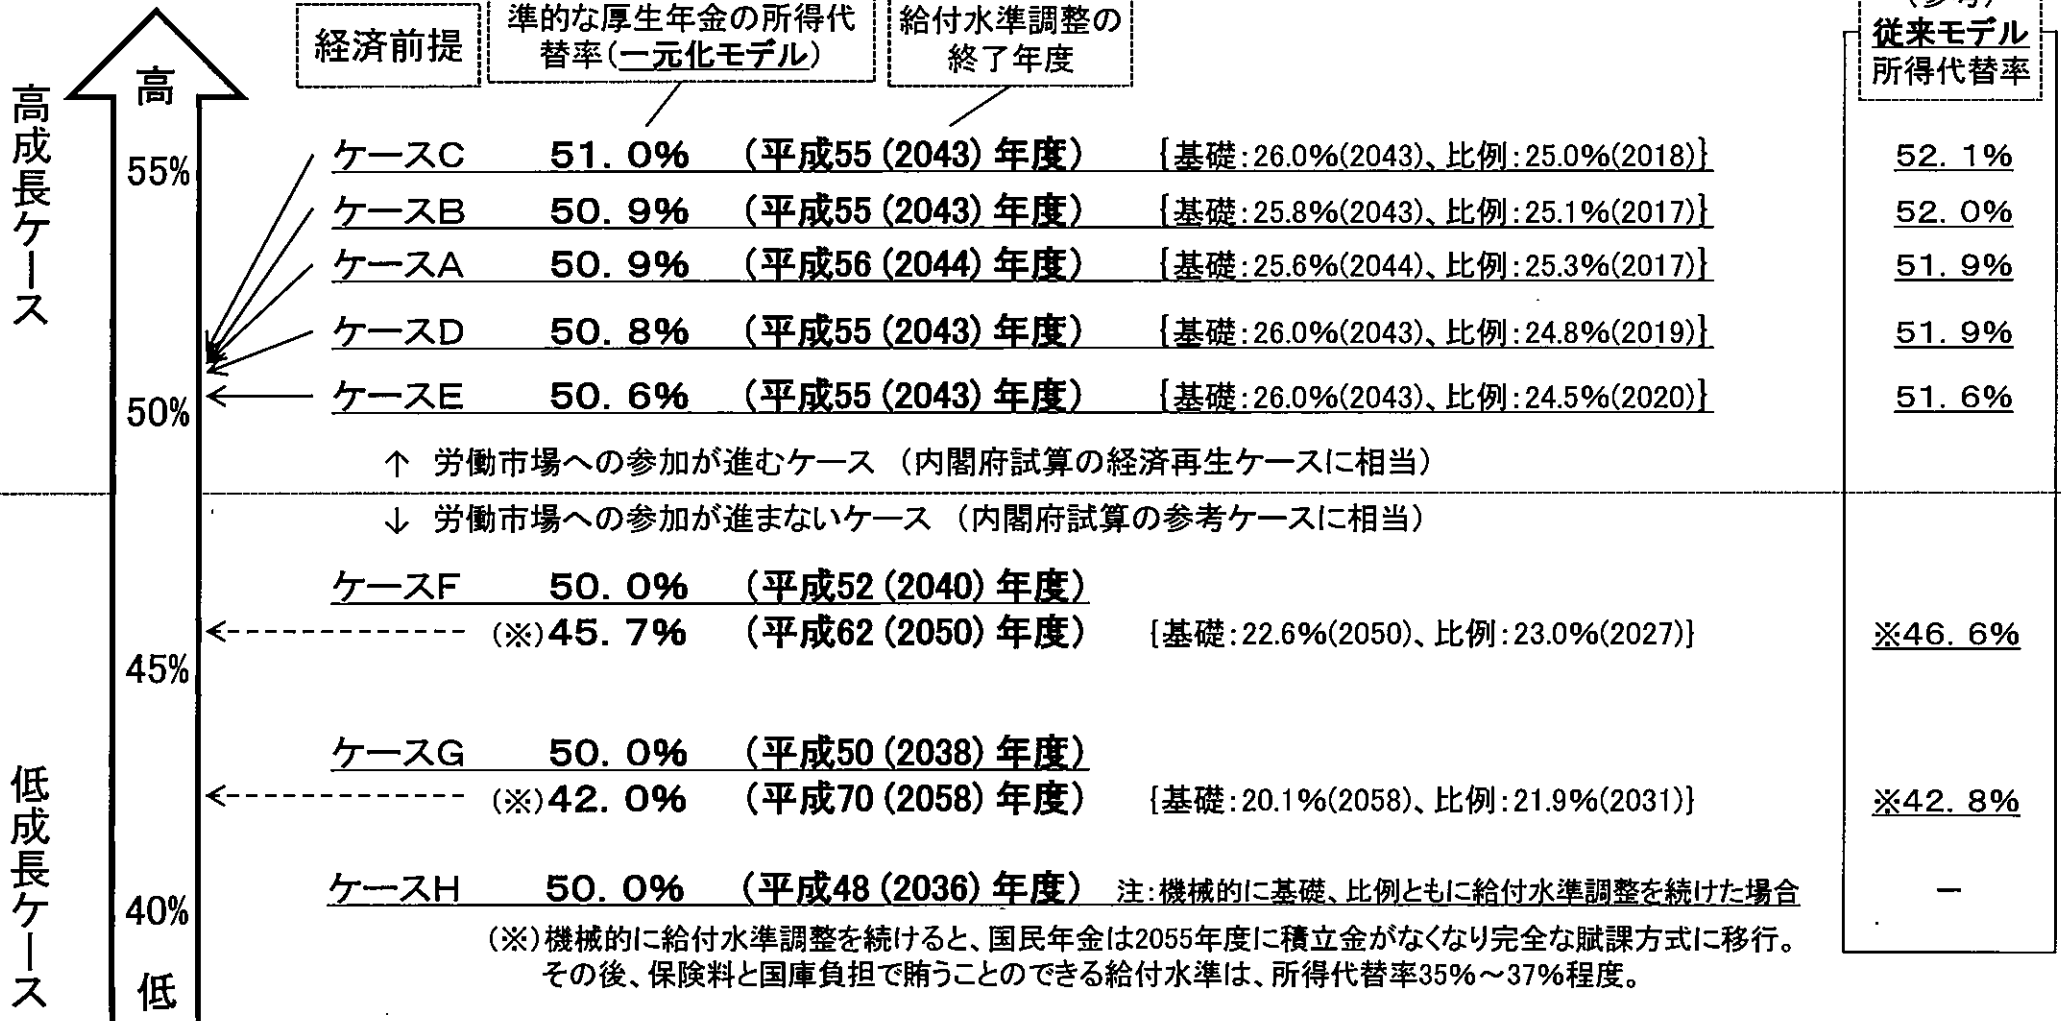 経済前提
準的な厚生年金の所得代
替率(一元化モデル)
給付水準調整の
終了年度
(参考)
従来モデル
所得代替率
高成長ケース
高
55%
ケースC 51.0% (平成55(2043)年度) {基礎:26.0%(2043)、比例:25.0%(2018)} 52.1%
ケースB 50.9% (平成55(2043)年度) {基礎:25.8%(2043)、比例:25.1%(2017)} 52.0%
ケースA 50.9% (平成56(2044)年度) {基礎:25.6%(2044)、比例:25.3%(2017)} 51.9%
ケースD 50.8% (平成55(2043)年度) {基礎:26.0%(2043)、比例:24.8%(2019)} 51.9%
50%
ケースE 50.6% (平成55(2043)年度) {基礎:26.0%(2043)、比例:24.5%(2020)} 51.6%
↑ 労働市場への参加が進むケース (内閣府試算の経済再生ケースに相当)
↓ 労働市場への参加が進まないケース (内閣府試算の参考ケースに相当)
ケースF 50.0% (平成52(2040)年度)
(※)45.7% (平成62(2050)年度) {基礎:22.6%(2050)、比例:23.0%(2027)} ※46.6%
45%
低成長ケース
ケースG 50.0% (平成50(2038)年度)
(※)42.0% (平成70(2058)年度) {基礎:20.1%(2058)、比例:21.9%(2031)} ※42.8%
40%
ケースH 50.0% (平成48(2036)年度) 注:機械的に基礎、比例ともに給付水準調整を続けた場合 −
(※)機械的に給付水準調整を続けると、国民年金は2055年度に積立金がなくなり完全な賦課方式に移行。
その後、保険料と国庫負担で賄うことのできる給付水準は、所得代替率35%~37%程度。
低